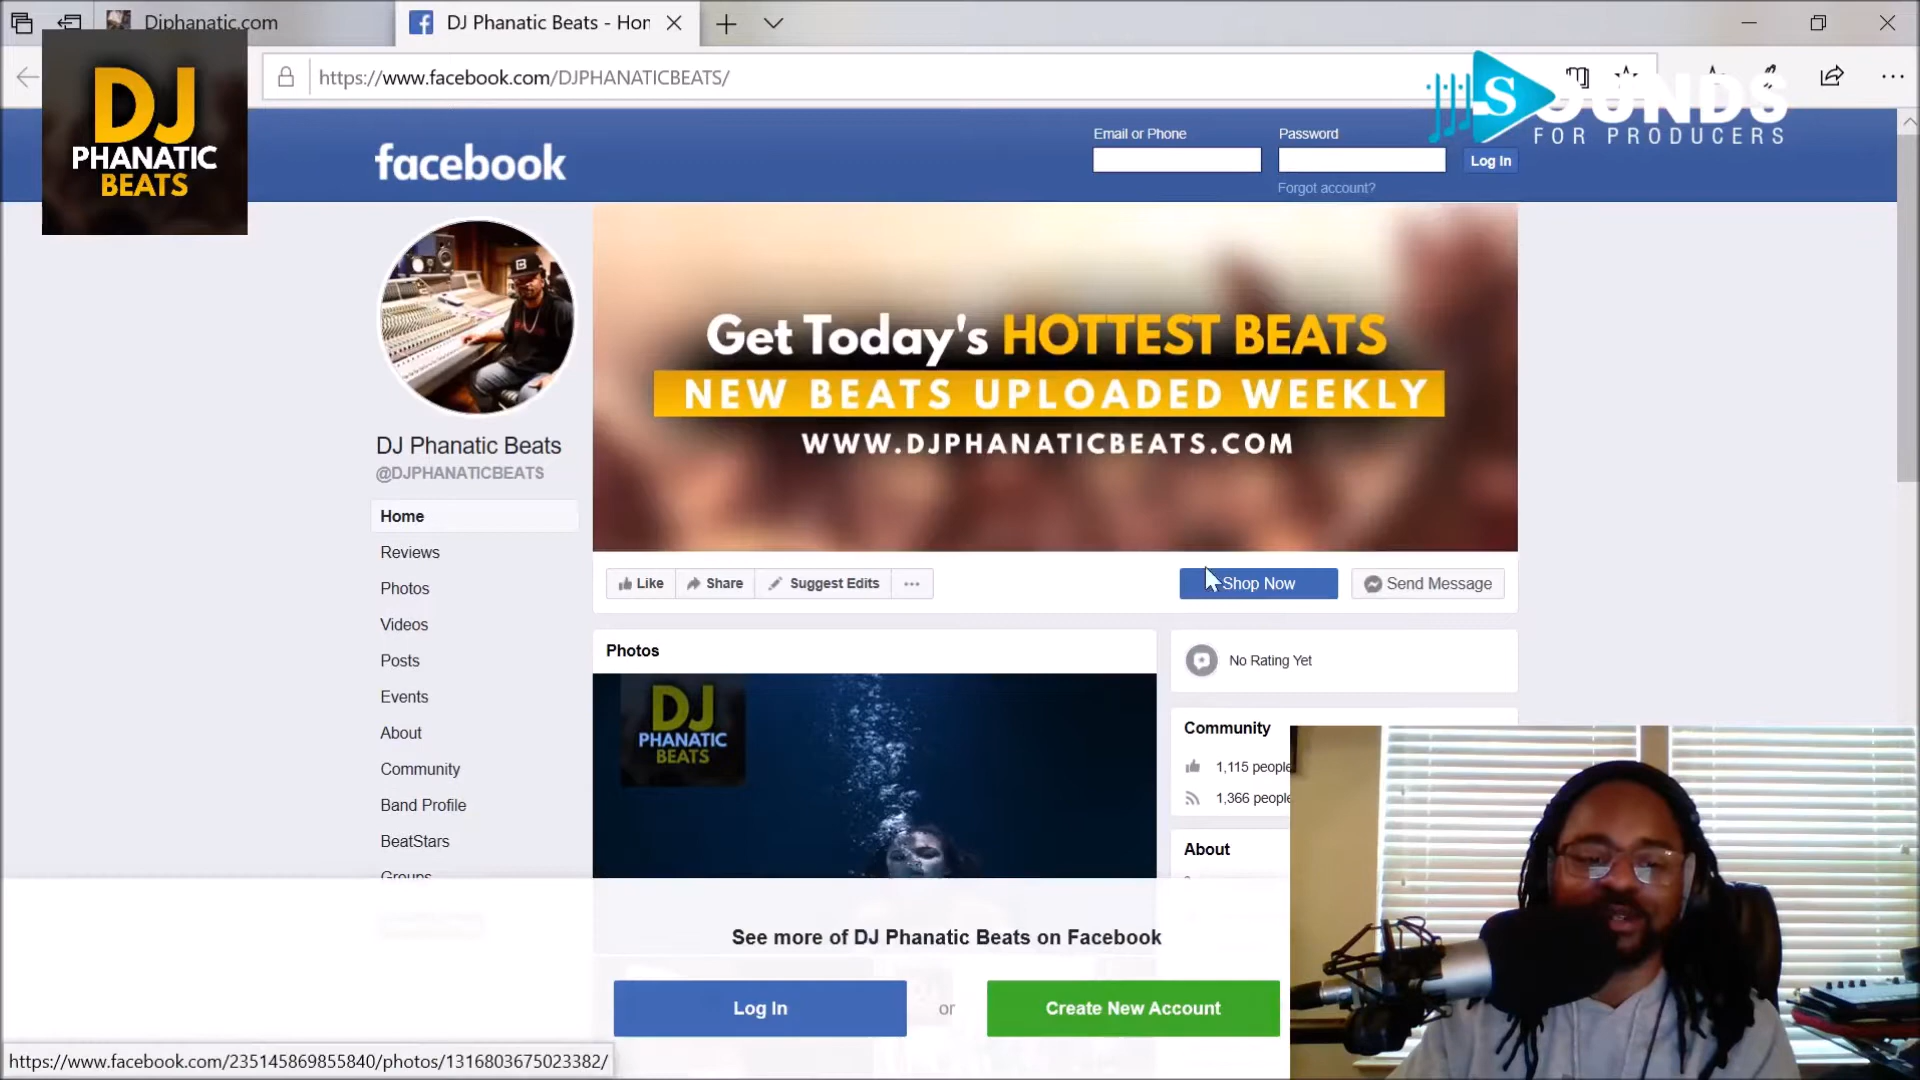 Djphanatic.com
DJ Phanatic Beats - Hor
https://www.facebook.com/DJPHANATICBEATS/
DJ
PHANATIC
BEATS
S
SOUNDS
FOR PRODUCERS
facebook
Email or Phone
Password
Log In
Forgot account?
Get Today's HOTTEST BEATS
NEW BEATS UPLOADED WEEKLY
WWW.DJPHANATICBEATS.COM
DJ Phanatic Beats
@DJPHANATICBEATS
Home
Reviews
Photos
Videos
Posts
Events
About
Community
Band Profile
BeatStars
Groups
Like
Share
Suggest Edits
Shop Now
Send Message
Photos
DJ
PHANATIC
BEATS
No Rating Yet
Community
1,115 people
1,366 people
About
See more of DJ Phanatic Beats on Facebook
Log In
or
Create New Account
https://www.facebook.com/235145869855840/photos/1316803675023382/